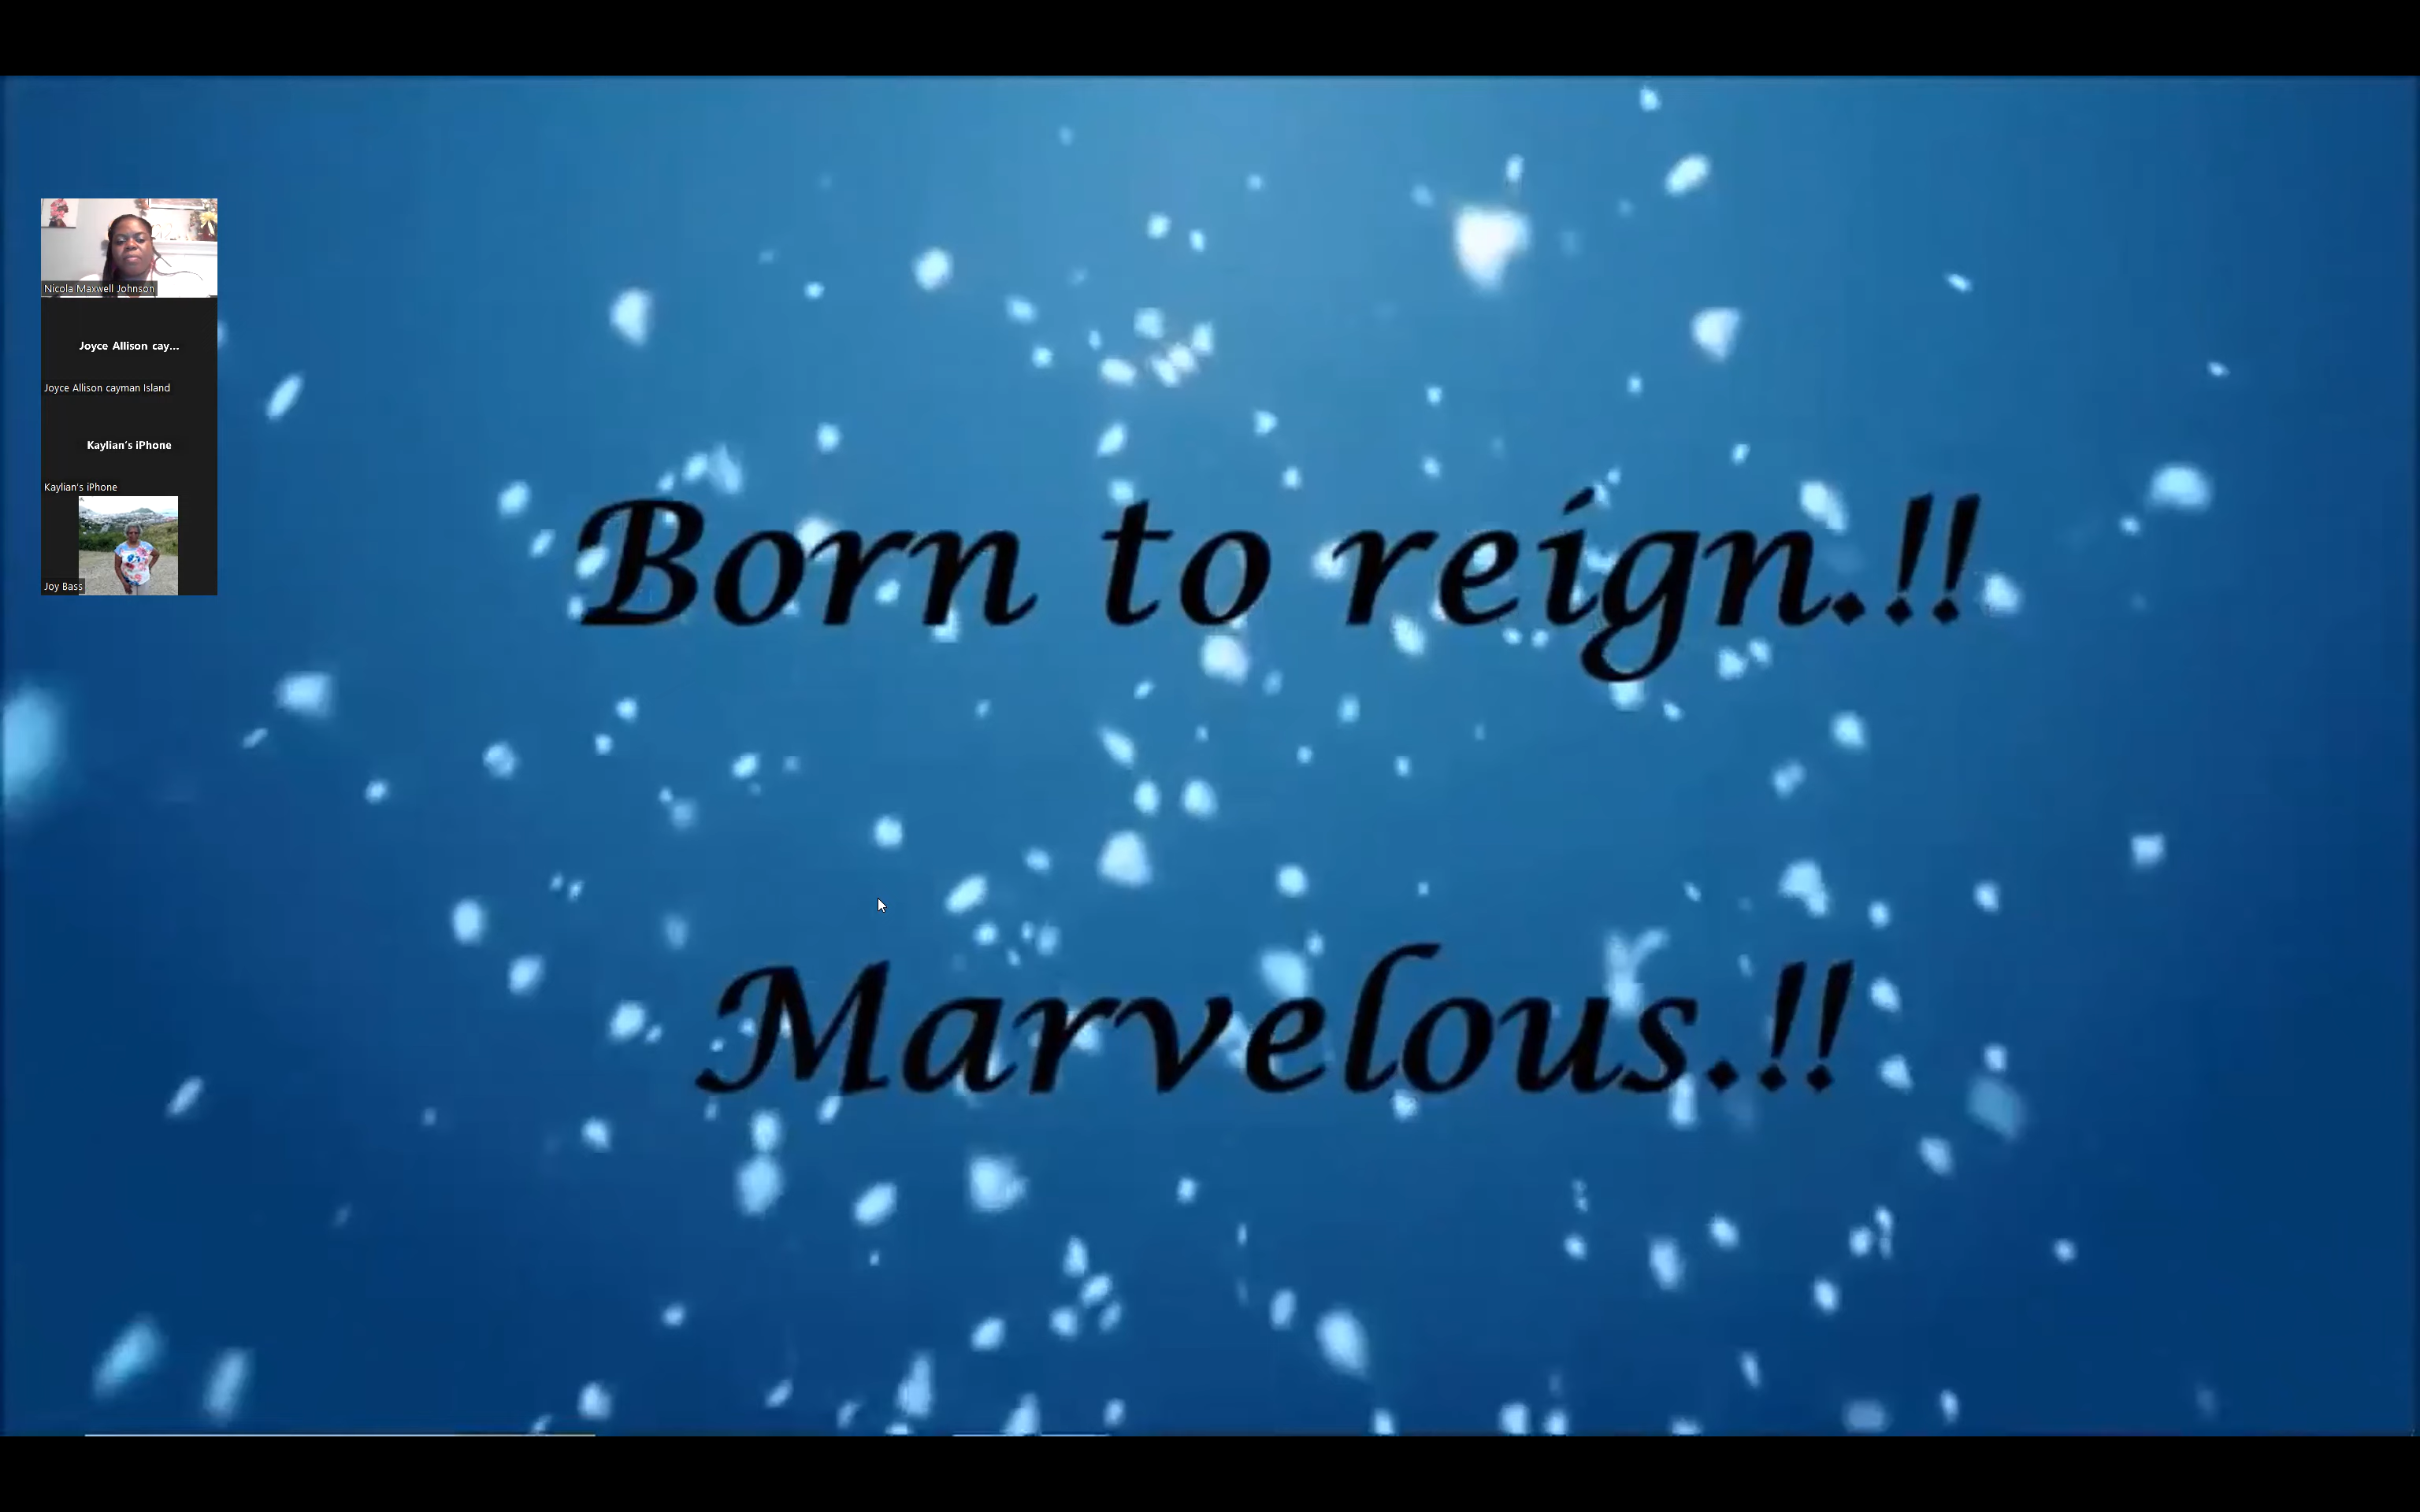 Nicola Maxwell Johnson
Joyce Allison cay...
Joyce Allison cayman Island
Kaylian's iPhone
Kaylian's iPhone
Joy Bass
Born to reign.!!
Marvelous.!!